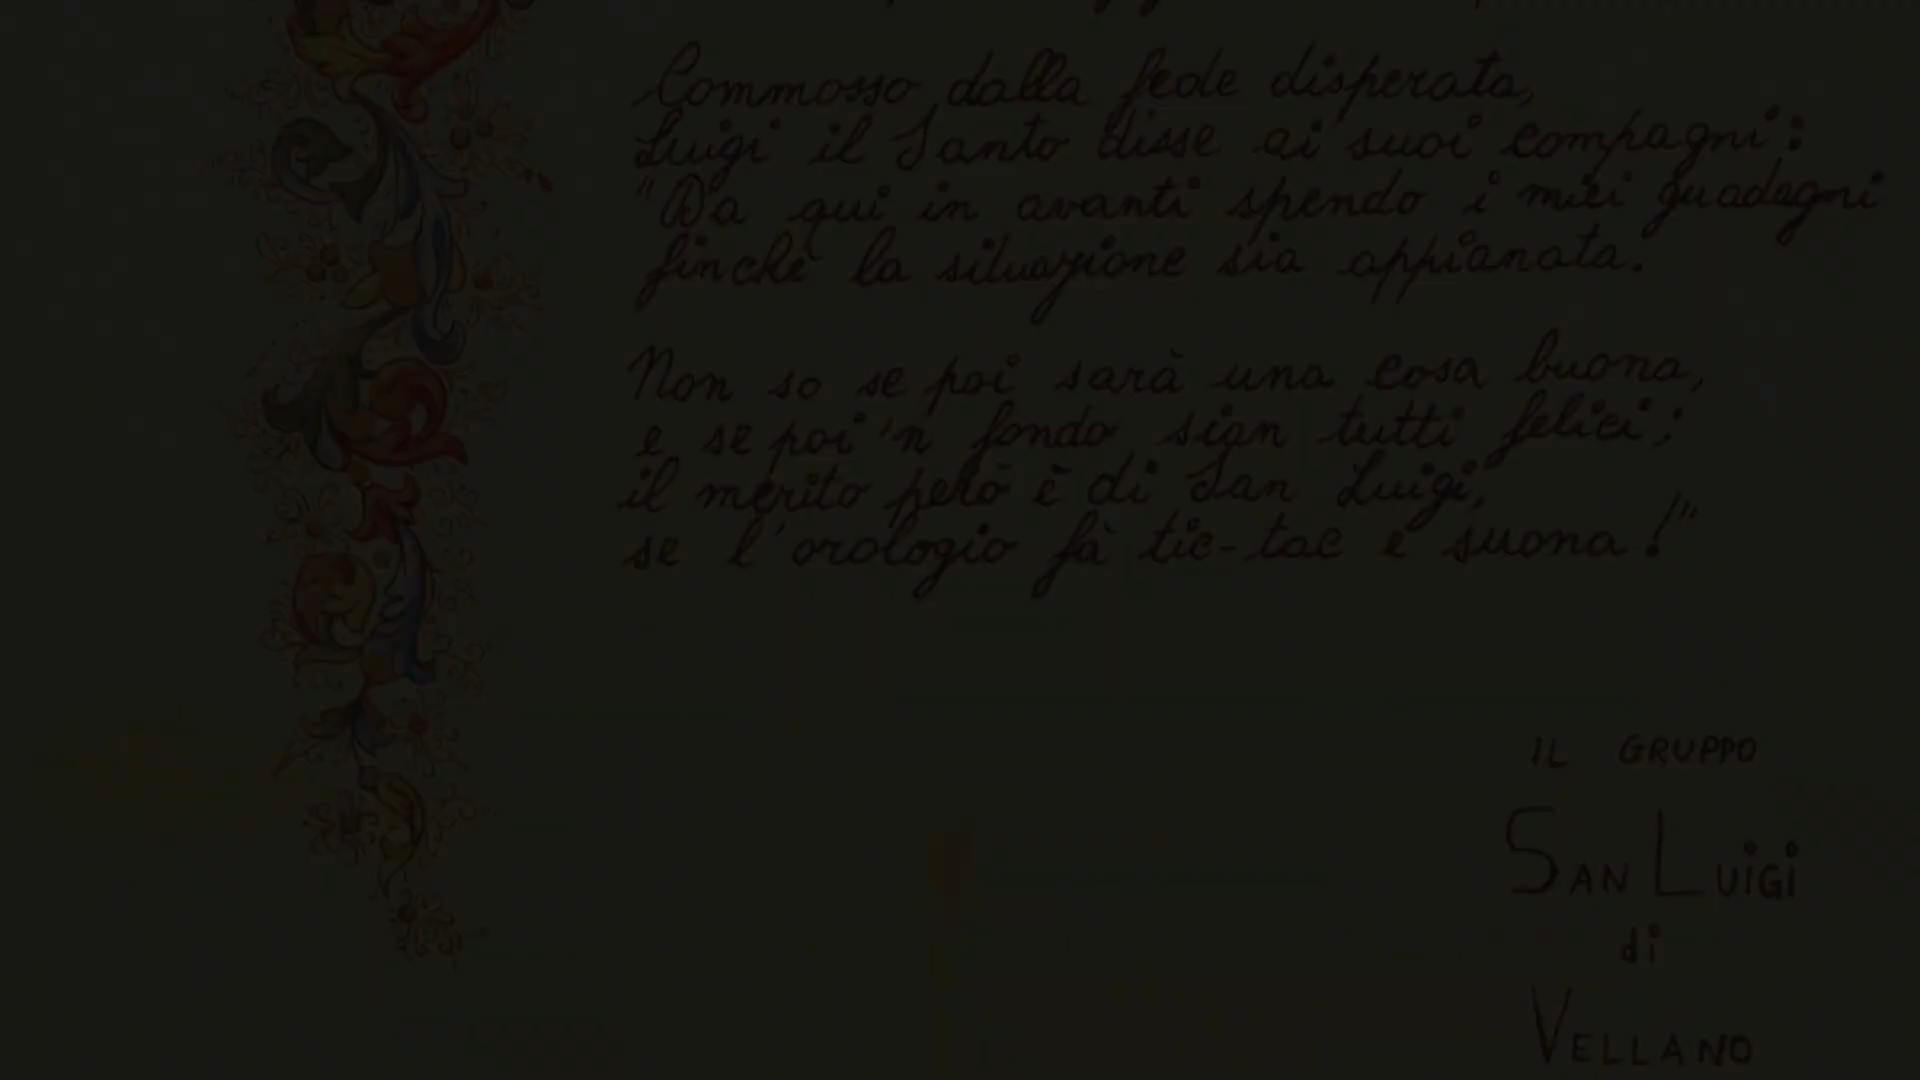 Commosso dalla fede disperata,
Luigi il Santo disse ai suoi compagni:
"Da qui in avanti spendo i miei guadagni
finchè la situazione sia appianata.
Non so se poi sarà una cosa buona,
e se poi 'n fondo sian tutti felici;
il merito però è di San Luigi,
se l'orologio fà tic-tac e suona!"
IL GRUPPO
SAN LUiGi
di
VELLANO